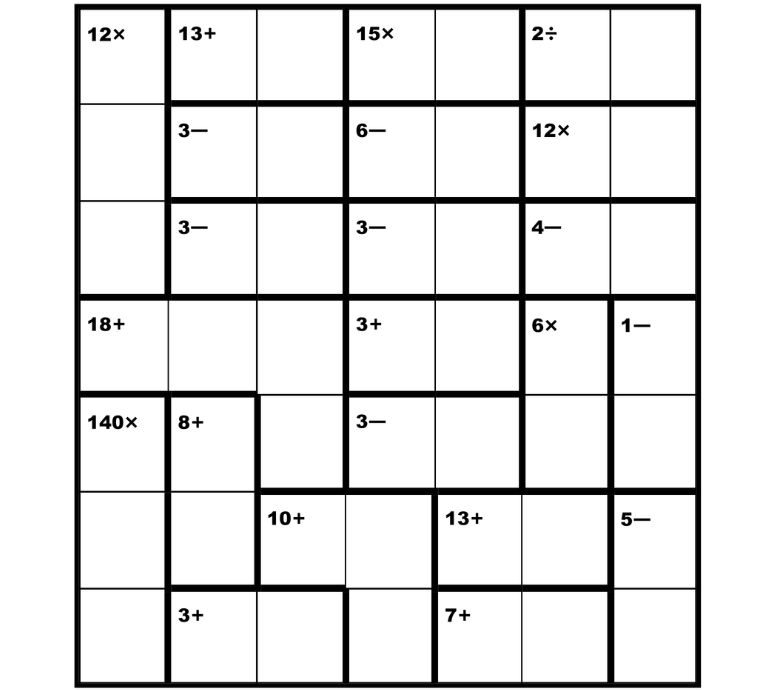 12× 13+ 15× 2÷
3— 6— 12×
3— 3— 4—
18+ 3+ 6× 1—
140× 8+ 3—
10+ 13+ 5—
3+ 7+